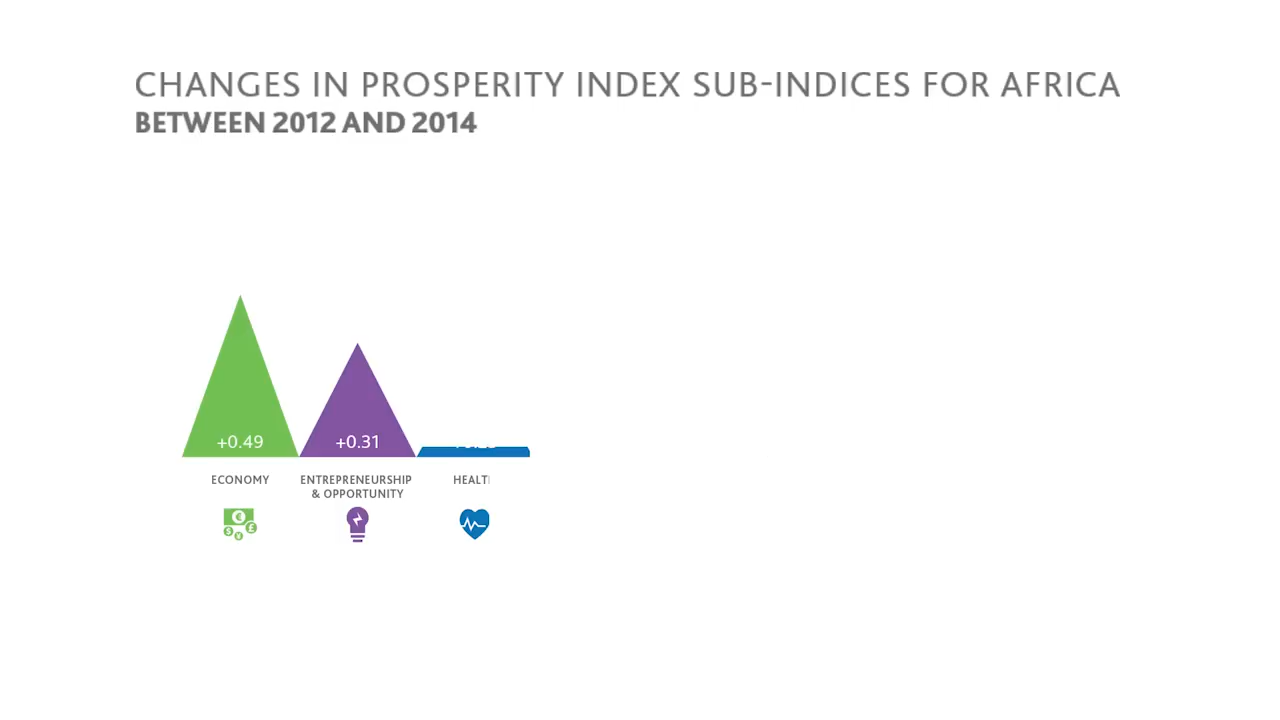 CHANGES IN PROSPERITY INDEX SUB-INDICES FOR AFRICA
BETWEEN 2012 AND 2014
+0.49
+0.31
ECONOMY
ENTREPRENEURSHIP
& OPPORTUNITY
HEALT